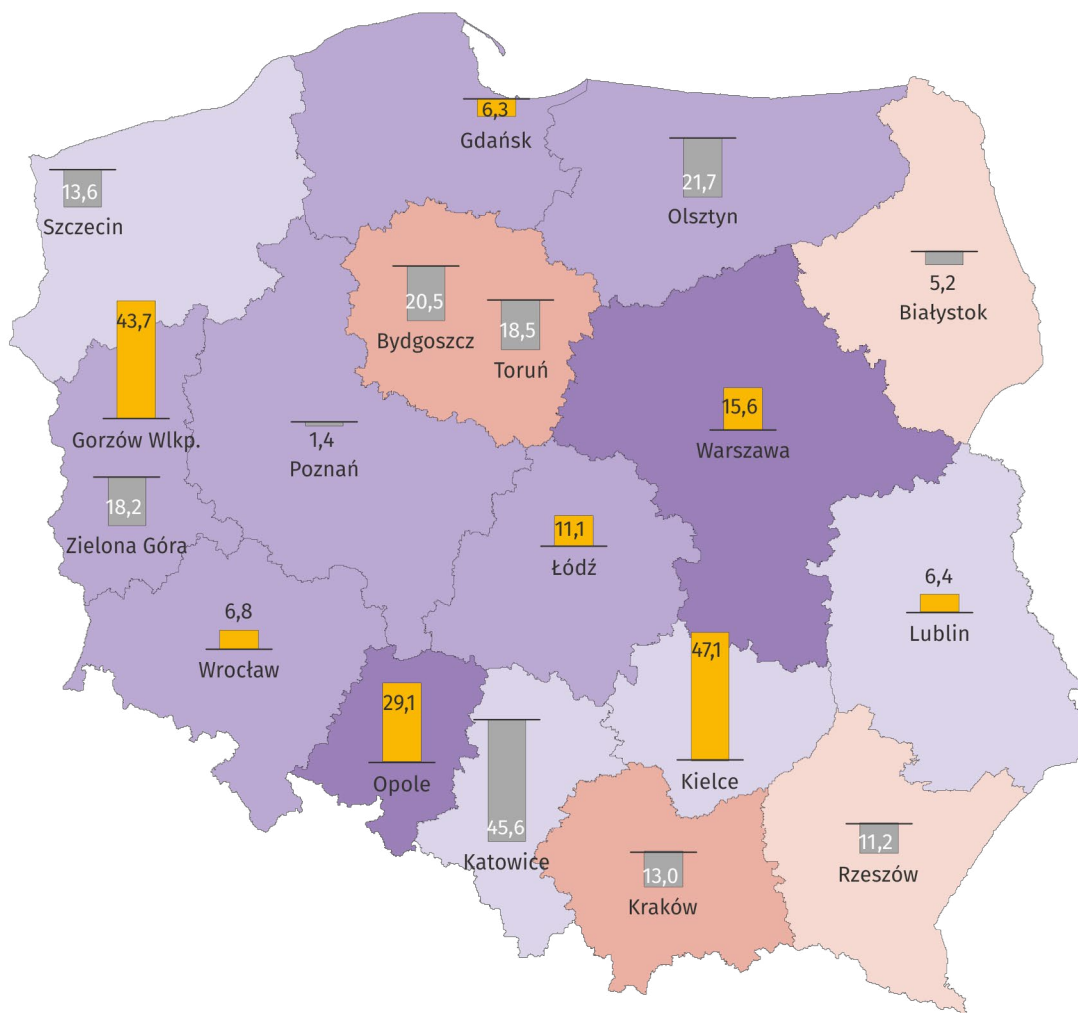 6,3
Gdańsk
21,7
Olsztyn
13,6
Szczecin
5,2
Białystok
20,5
Bydgoszcz
18,5
Toruń
43,7
Gorzów Wlkp.
1,4
Poznań
15,6
Warszawa
18,2
Zielona Góra
11,1
Łódź
6,4
Lublin
6,8
Wrocław
47,1
Kielce
29,1
Opole
45,6
Katowice
11,2
Rzeszów
13,0
Kraków